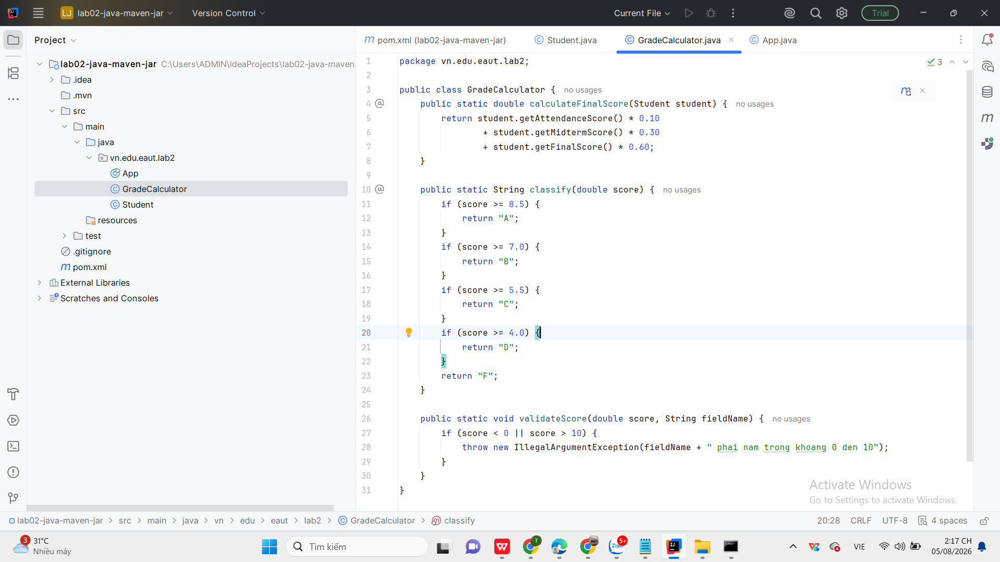 LJ lab02-java-maven-jar Version Control Current File Trial
Project
lab02-java-maven-jar C:\Users\ADMIN\IdeaProjects\lab02-java-maven
.idea
.mvn
src
main
java
vn.edu.eaut.lab2
App
GradeCalculator
Student
resources
test
.gitignore
m pom.xml
External Libraries
Scratches and Consoles
m pom.xml (lab02-java-maven-jar) Student.java GradeCalculator.java App.java
3
1 package vn.edu.eaut.lab2;
2
3 public class GradeCalculator { no usages
4 @ public static double calculateFinalScore(Student student) { no usages
5 return student.getAttendanceScore() * 0.10
6 + student.getMidtermScore() * 0.30
7 + student.getFinalScore() * 0.60;
8 }
9
10 @ public static String classify(double score) { no usages
11 if (score >= 8.5) {
12 return "A";
13 }
14 if (score >= 7.0) {
15 return "B";
16 }
17 if (score >= 5.5) {
18 return "C";
19 }
20 if (score >= 4.0) {
21 return "D";
22 }
23 return "F";
24 }
25
26 public static void validateScore(double score, String fieldName) { no usages
27 if (score < 0 || score > 10) {
28 throw new IllegalArgumentException(fieldName + " phai nam trong khoang 0 den 10");
29 }
30 }
31 }
Activate Windows
Go to Settings to activate Windows.
lab02-java-maven-jar > src > main > java > vn > edu > eaut > lab2 > GradeCalculator > classify 20:28 CRLF UTF-8 4 spaces
3 31°C
Nhiều mây
Tìm kiếm
T
Zalo 5+
VIE
2:17 CH
05/08/2026